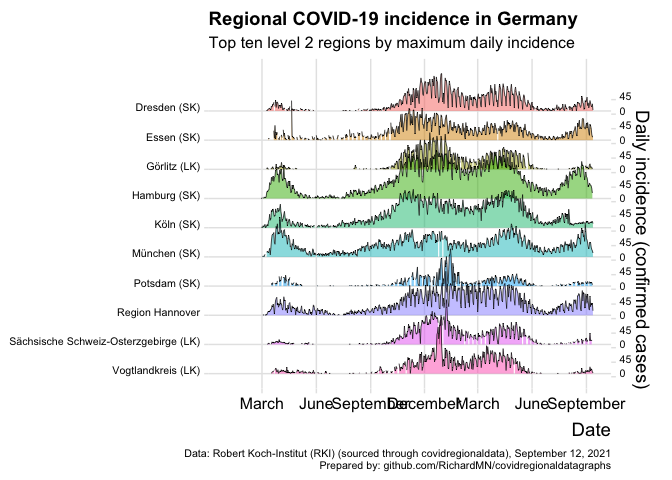 Regional COVID-19 incidence in Germany
Top ten level 2 regions by maximum daily incidence
Dresden (SK)
45
0
Essen (SK)
45
0
Görlitz (LK)
45
0
Hamburg (SK)
45
0
Köln (SK)
45
0
München (SK)
45
0
Potsdam (SK)
45
0
Region Hannover
45
0
Sächsische Schweiz-Osterzgebirge (LK)
45
0
Vogtlandkreis (LK)
45
0
Daily incidence (confirmed cases)
March June September December March June September
Date
Data: Robert Koch-Institut (RKI) (sourced through covidregionaldata), September 12, 2021
Prepared by: github.com/RichardMN/covidregionaldatagraphs